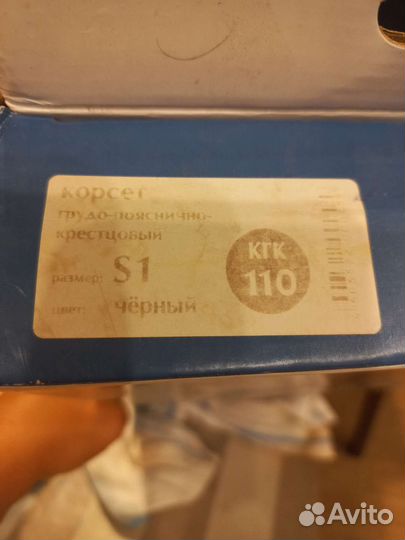 корсет
грудо-пояснично-
крестцовый
размер: S1
цвет: чёрный
КГК
110
Avito